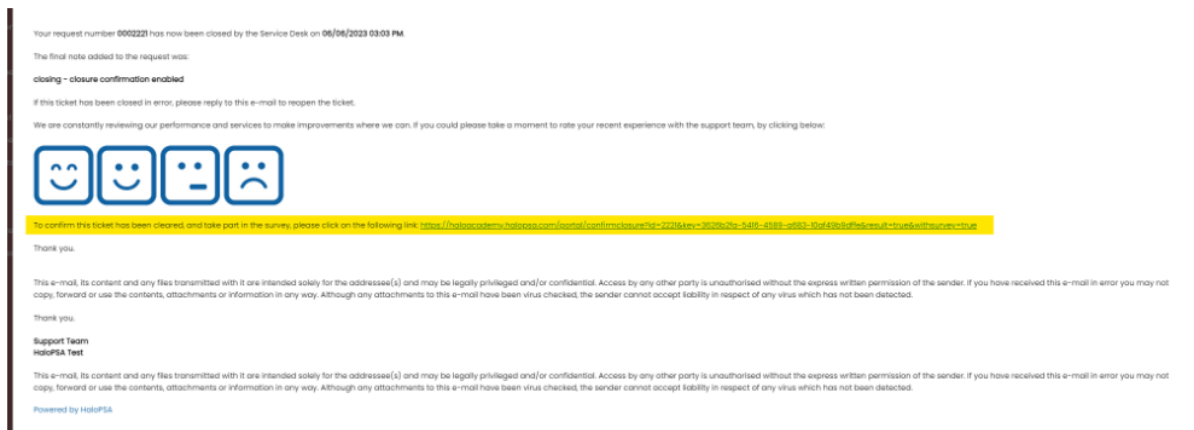 Your request number 0002221 has now been closed by the Service Desk on 06/06/2023 03:03 PM.
The final note added to the request was:
closing - closure confirmation enabled
If this ticket has been closed in error, please reply to this e-mail to reopen the ticket.
We are constantly reviewing our performance and services to make improvements where we can. If you could please take a moment to rate your recent experience with the support team, by clicking below:
To confirm this ticket has been cleared, and take part in the survey, please click on the following link:
Thank you.
This e-mail, its content and any files transmitted with it are intended solely for the addressee(s) and may be legally privileged and/or confidential. Access by any other party is unauthorised without the express written permission of the sender. If you have received this e-mail in error you may not
copy, forward or use the contents, attachments or information in any way. Although any attachments to this e-mail have been virus checked, the sender cannot accept liability in respect of any virus which has not been detected.
Thank you.
Support Team
HaloPSA Test
This e-mail, its content and any files transmitted with it are intended solely for the addressee(s) and may be legally privileged and/or confidential. Access by any other party is unauthorised without the express written permission of the sender. If you have received this e-mail in error you may not
copy, forward or use the contents, attachments or information in any way. Although any attachments to this e-mail have been virus checked, the sender cannot accept liability in respect of any virus which has not been detected.
Powered by HaloPSA